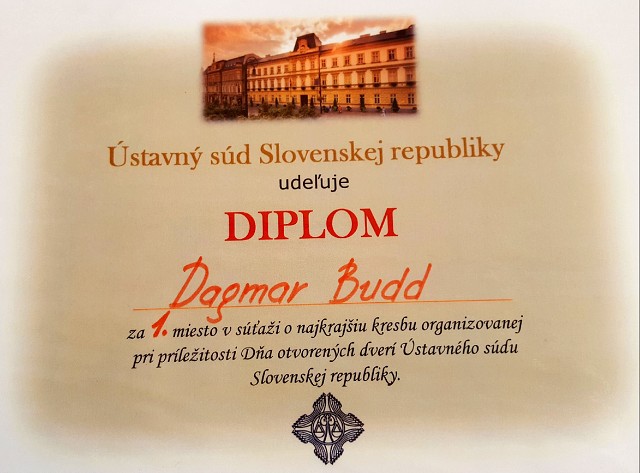 Ústavný súd Slovenskej republiky
udeľuje
DIPLOM
Dagmar Budd
za 1. miesto v súťaži o najkrajšiu kresbu organizovanej
pri príležitosti Dňa otvorených dverí Ústavného súdu
Slovenskej republiky.